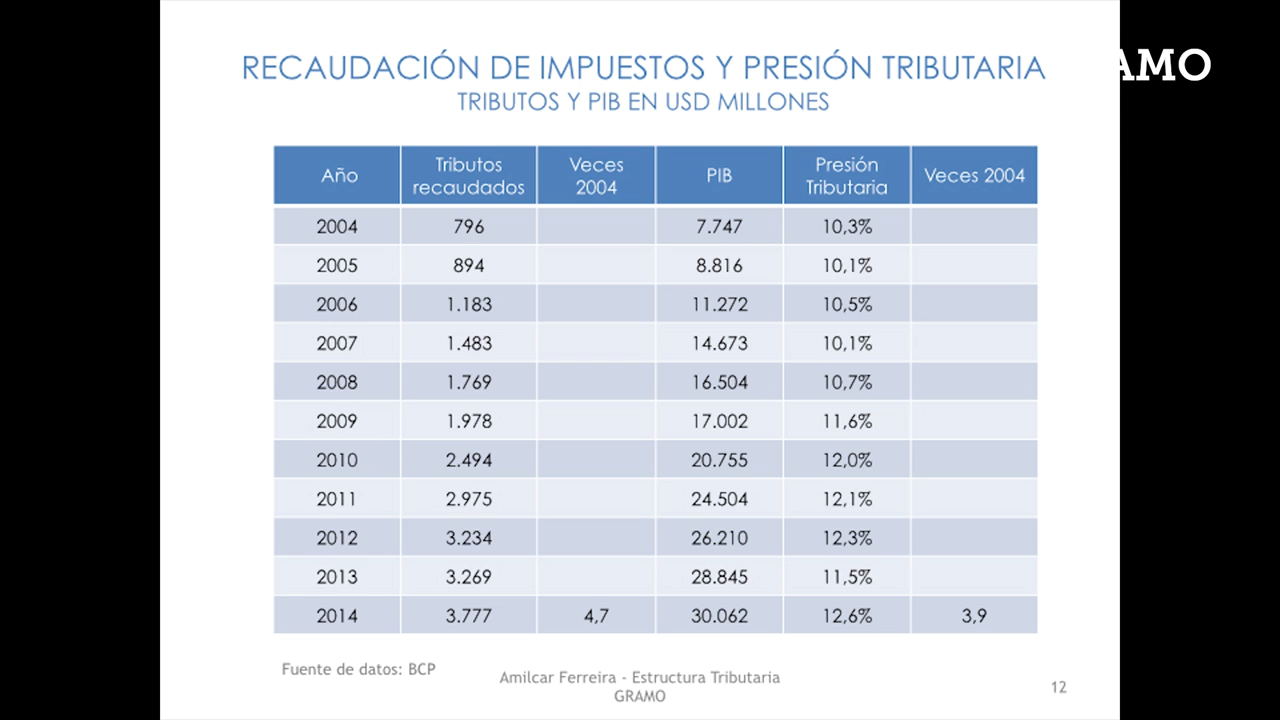 RECAUDACIÓN DE IMPUESTOS Y PRESIÓN TRIBUTARIA
TRIBUTOS Y PIB EN USD MILLONES
AMO
Año Tributos recaudados Veces 2004 PIB Presión Tributaria Veces 2004
2004 796 7.747 10,3%
2005 894 8.816 10,1%
2006 1.183 11.272 10,5%
2007 1.483 14.673 10,1%
2008 1.769 16.504 10,7%
2009 1.978 17.002 11,6%
2010 2.494 20.755 12,0%
2011 2.975 24.504 12,1%
2012 3.234 26.210 12,3%
2013 3.269 28.845 11,5%
2014 3.777 4,7 30.062 12,6% 3,9
Fuente de datos: BCP
Amilcar Ferreira - Estructura Tributaria
GRAMO
12